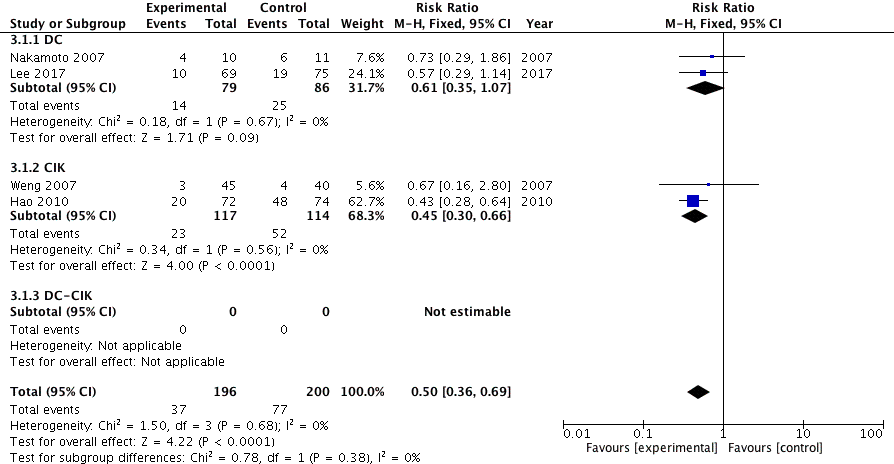 Experimental Control Risk Ratio Risk Ratio
Study or Subgroup Events Total Events Total Weight M-H, Fixed, 95% CI Year M-H, Fixed, 95% CI
3.1.1 DC
Nakamoto 2007 4 10 6 11 7.6% 0.73 [0.29, 1.86] 2007
Lee 2017 10 69 19 75 24.1% 0.57 [0.29, 1.14] 2017
Subtotal (95% CI) 79 86 31.7% 0.61 [0.35, 1.07]
Total events 14 25
Heterogeneity: Chi² = 0.18, df = 1 (P = 0.67); I² = 0%
Test for overall effect: Z = 1.71 (P = 0.09)
3.1.2 CIK
Weng 2007 3 45 4 40 5.6% 0.67 [0.16, 2.80] 2007
Hao 2010 20 72 48 74 62.7% 0.43 [0.28, 0.64] 2010
Subtotal (95% CI) 117 114 68.3% 0.45 [0.30, 0.66]
Total events 23 52
Heterogeneity: Chi² = 0.34, df = 1 (P = 0.56); I² = 0%
Test for overall effect: Z = 4.00 (P < 0.0001)
3.1.3 DC-CIK
Subtotal (95% CI) 0 0 Not estimable
Total events 0 0
Heterogeneity: Not applicable
Test for overall effect: Not applicable
Total (95% CI) 196 200 100.0% 0.50 [0.36, 0.69]
Total events 37 77
Heterogeneity: Chi² = 1.50, df = 3 (P = 0.68); I² = 0%
Test for overall effect: Z = 4.22 (P < 0.0001)
Test for subgroup differences: Chi² = 0.78, df = 1 (P = 0.38), I² = 0%
0.01 0.1 1 10 100
Favours [experimental] Favours [control]